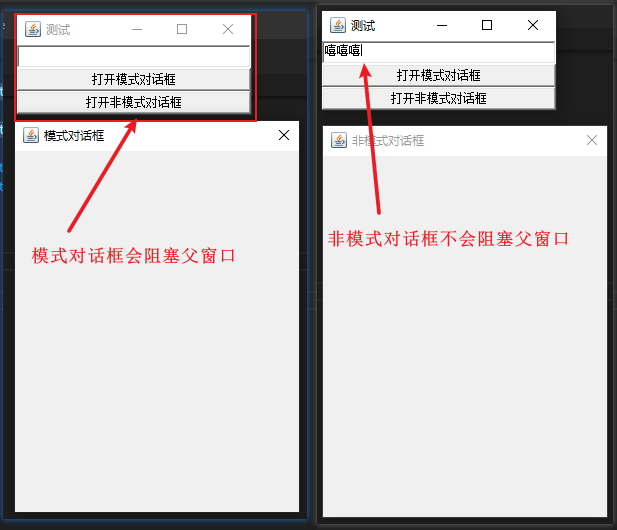 测试
打开模式对话框
打开非模式对话框
模式对话框
模式对话框会阻塞父窗口
测试
嘻嘻嘻
打开模式对话框
打开非模式对话框
非模式对话框
非模式对话框不会阻塞父窗口